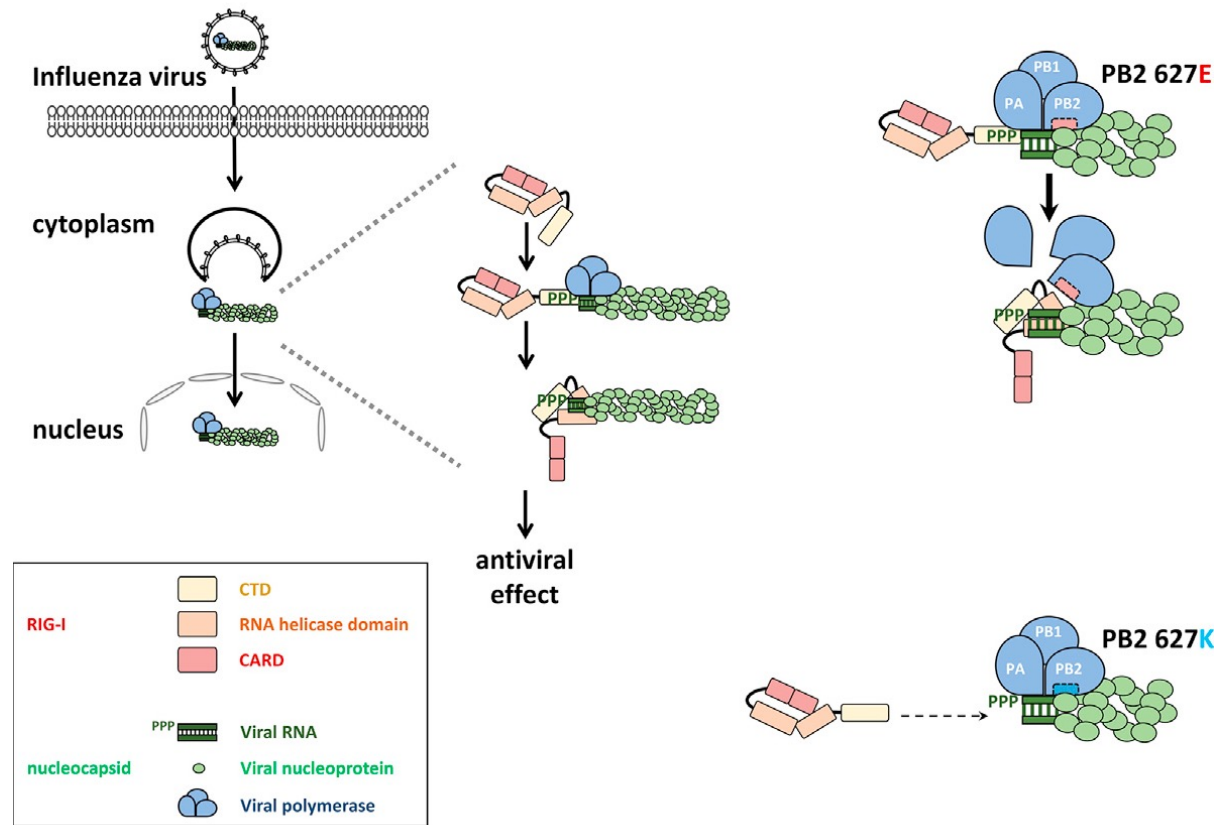 Influenza virus
cytoplasm
nucleus
PPP
PPP
antiviral
effect
PB1
PA
PB2
PPP
PB2 627E
PPP
PB1
PA
PB2
PPP
PB2 627K
RIG-I
CTD
RNA helicase domain
CARD
nucleocapsid
PPP
Viral RNA
Viral nucleoprotein
Viral polymerase